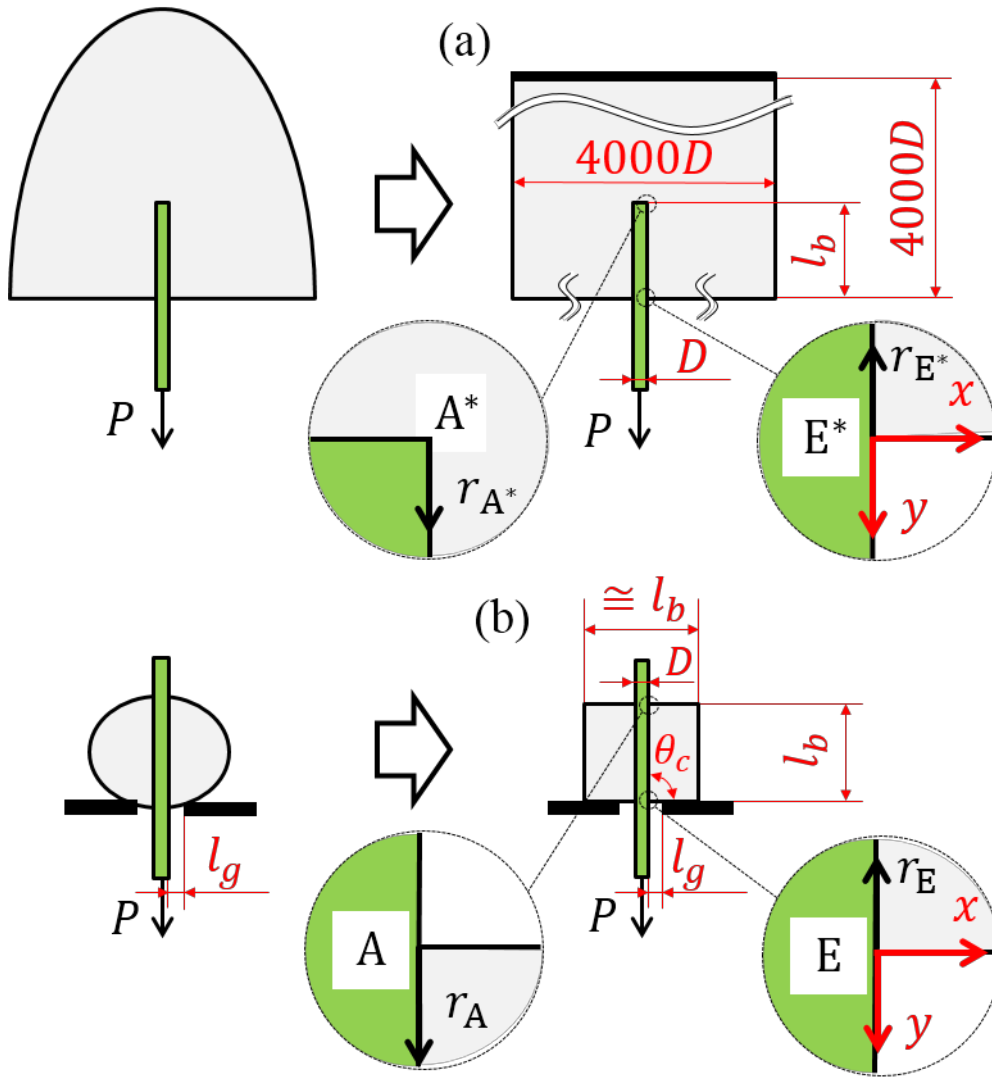 (a)
4000D
4000D
l_b
D
P
P
A*
r_A*
E*
r_E*
x
y
(b)
≅ l_b
D
θ_c
l_b
l_g
l_g
P
P
A
r_A
E
r_E
x
y